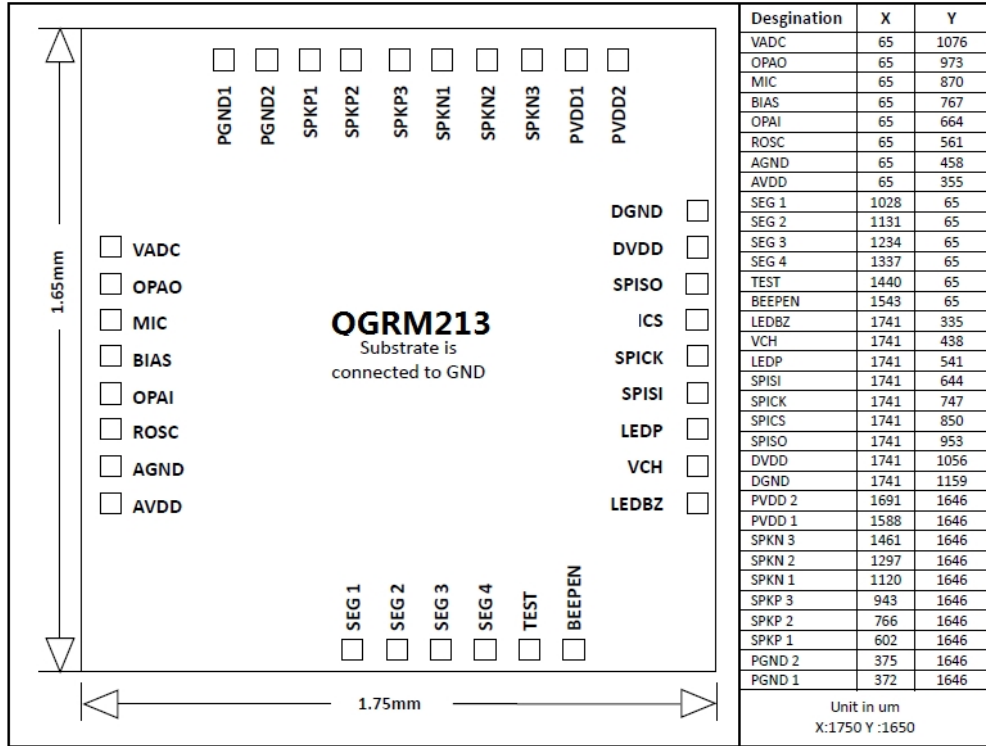 PGND1 PGND2 SPKP1 SPKP2 SPKP3 SPKN1 SPKN2 SPKN3 PVDD1 PVDD2
1.65mm
VADC
OPAO
MIC
BIAS
OPAI
ROSC
AGND
AVDD
QGRM213
Substrate is
connected to GND
DGND
DVDD
SPISO
ICS
SPICK
SPISI
LEDP
VCH
LEDBZ
SEG 1 SEG 2 SEG 3 SEG 4 TEST BEEPEN
1.75mm
Desgination X Y
VADC 65 1076
OPAO 65 973
MIC 65 870
BIAS 65 767
OPAI 65 664
ROSC 65 561
AGND 65 458
AVDD 65 355
SEG 1 1028 65
SEG 2 1131 65
SEG 3 1234 65
SEG 4 1337 65
TEST 1440 65
BEEPEN 1543 65
LEDBZ 1741 335
VCH 1741 438
LEDP 1741 541
SPISI 1741 644
SPICK 1741 747
SPICS 1741 850
SPISO 1741 953
DVDD 1741 1056
DGND 1741 1159
PVDD 2 1691 1646
PVDD 1 1588 1646
SPKN 3 1461 1646
SPKN 2 1297 1646
SPKN 1 1120 1646
SPKP 3 943 1646
SPKP 2 766 1646
SPKP 1 602 1646
PGND 2 375 1646
PGND 1 372 1646
Unit in um
X:1750 Y :1650